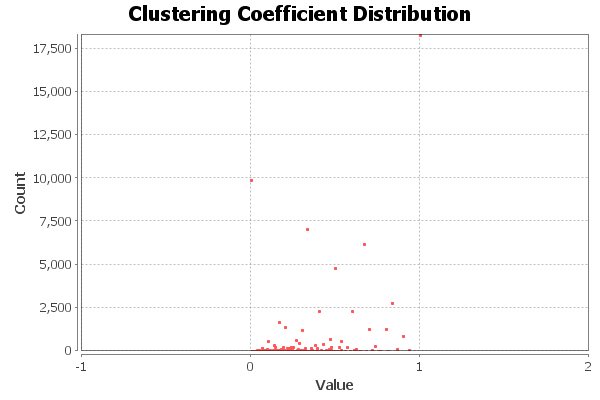 Clustering Coefficient Distribution
17,500
15,000
12,500
10,000
7,500
5,000
2,500
0
Count
-1 0 1 2
Value